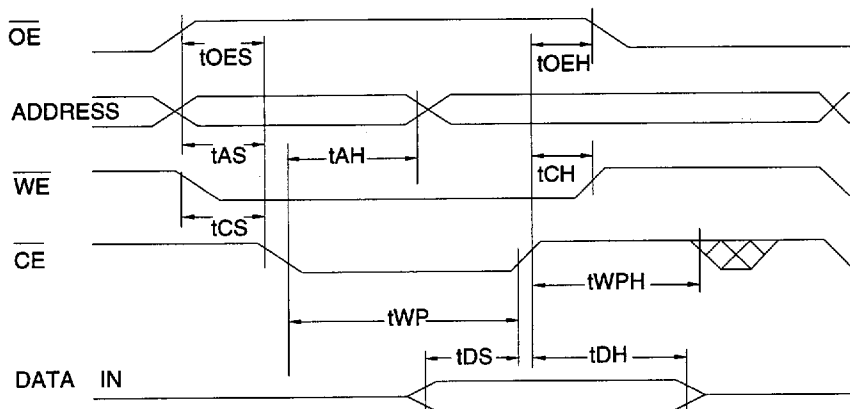 OE
tOES
tOEH
ADDRESS
tAS
tAH
tCH
WE
tCS
CE
tWPH
tWP
tDS
tDH
DATA IN